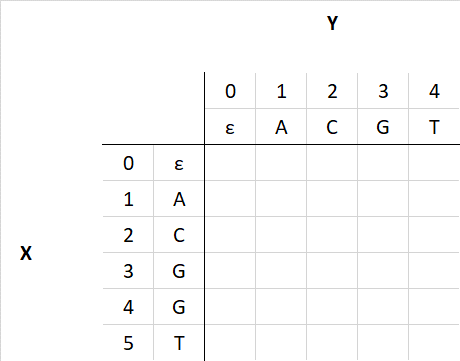 Y
0 1 2 3 4
ε A C G T
0 ε
1 A
2 C
X
3 G
4 G
5 T